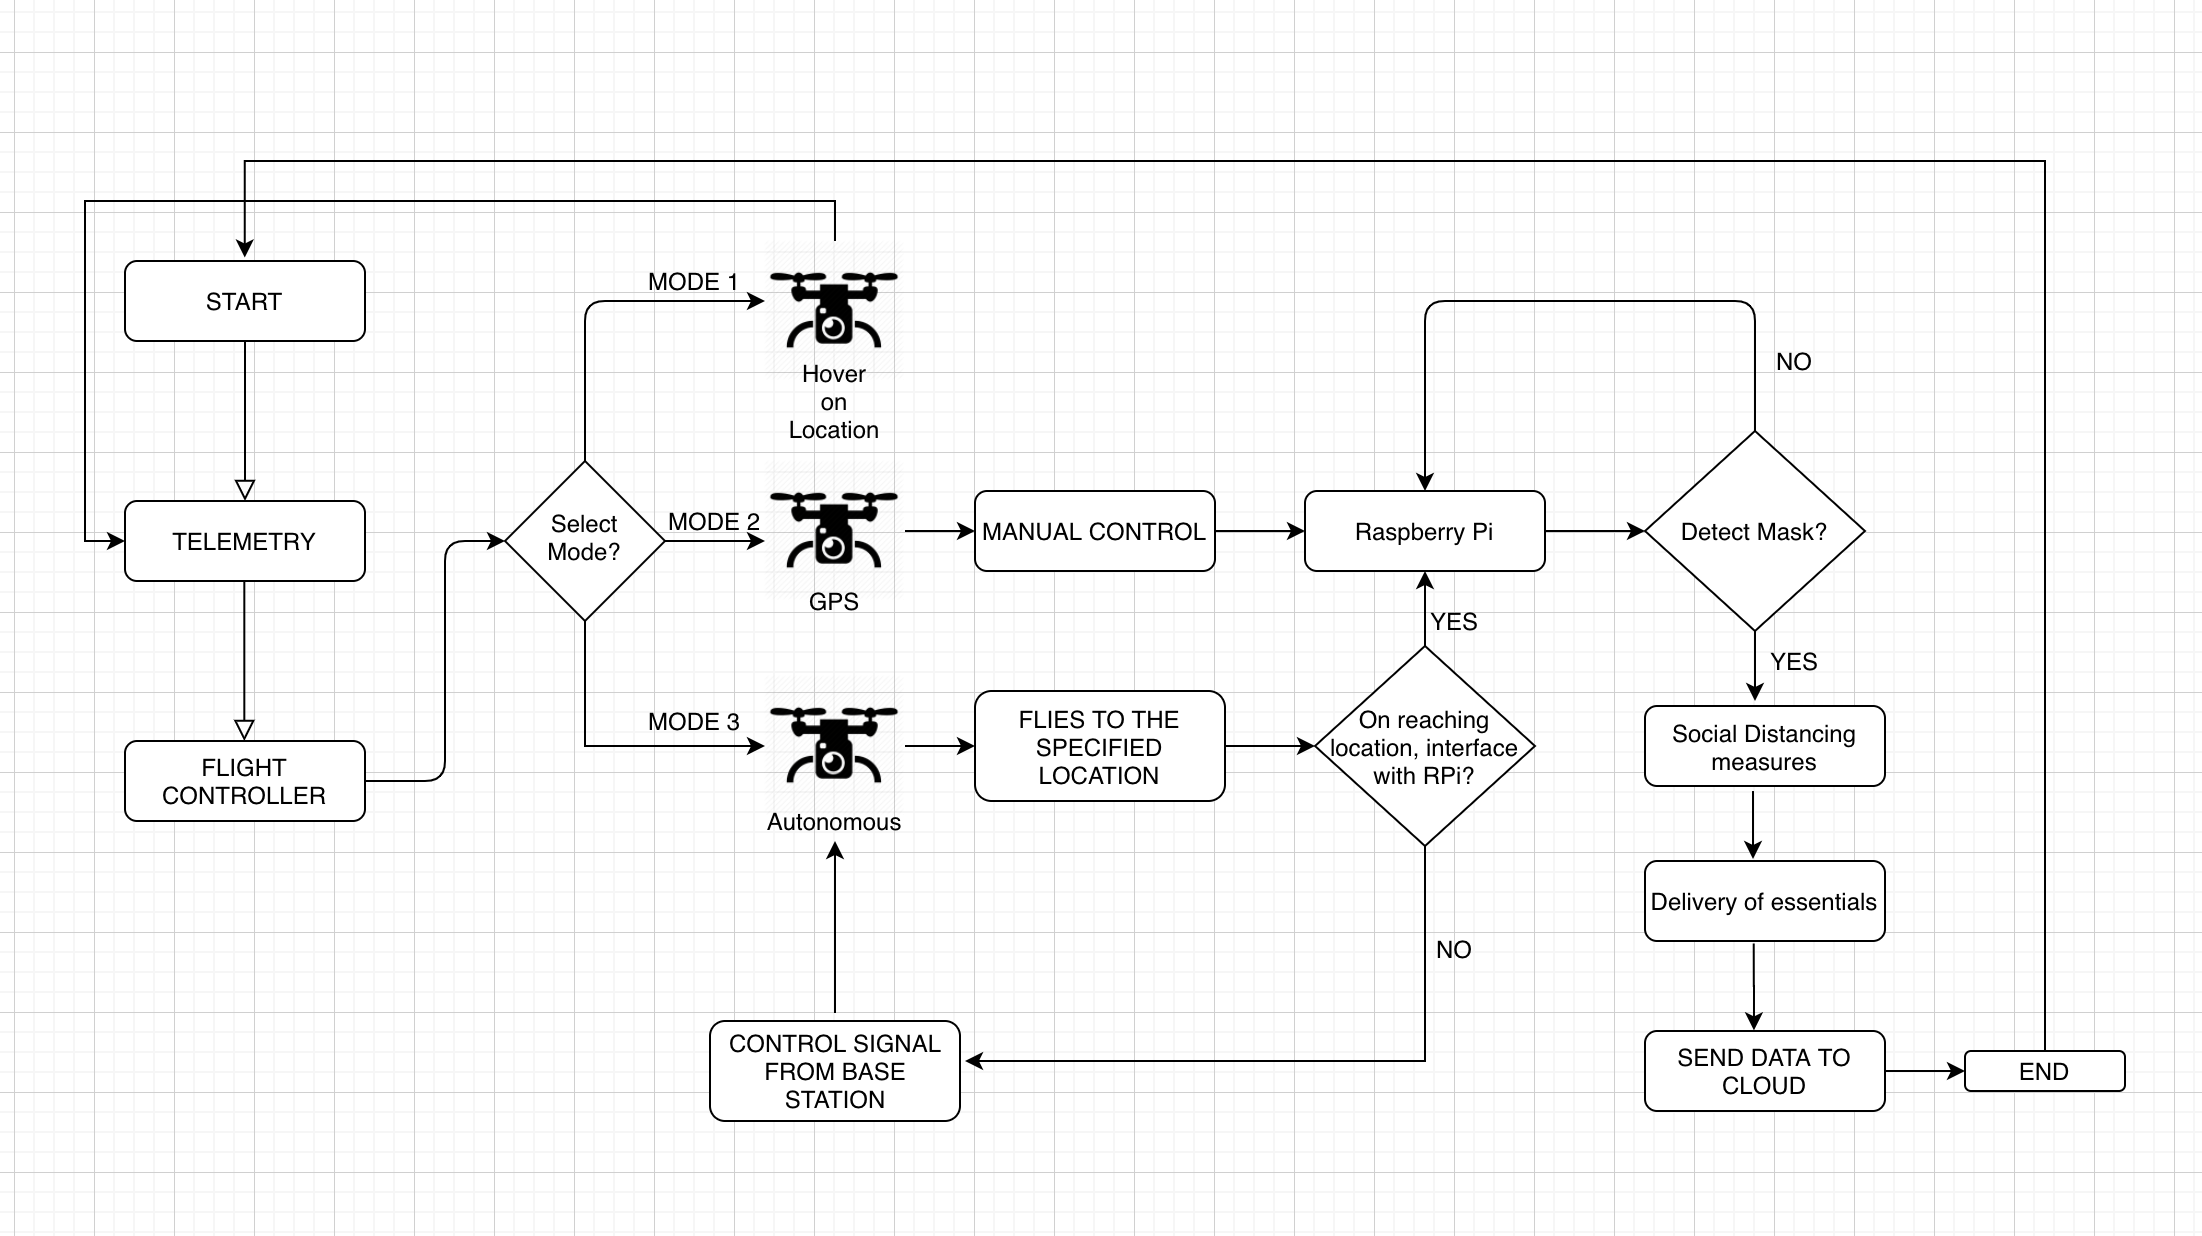 START
TELEMETRY
FLIGHT
CONTROLLER
Select
Mode?
MODE 1
Hover
on
Location
MODE 2
GPS
MODE 3
Autonomous
MANUAL CONTROL
Raspberry Pi
Detect Mask?
NO
YES
FLIES TO THE
SPECIFIED
LOCATION
On reaching
location, interface
with RPi?
YES
NO
CONTROL SIGNAL
FROM BASE
STATION
Social Distancing
measures
Delivery of essentials
SEND DATA TO
CLOUD
END